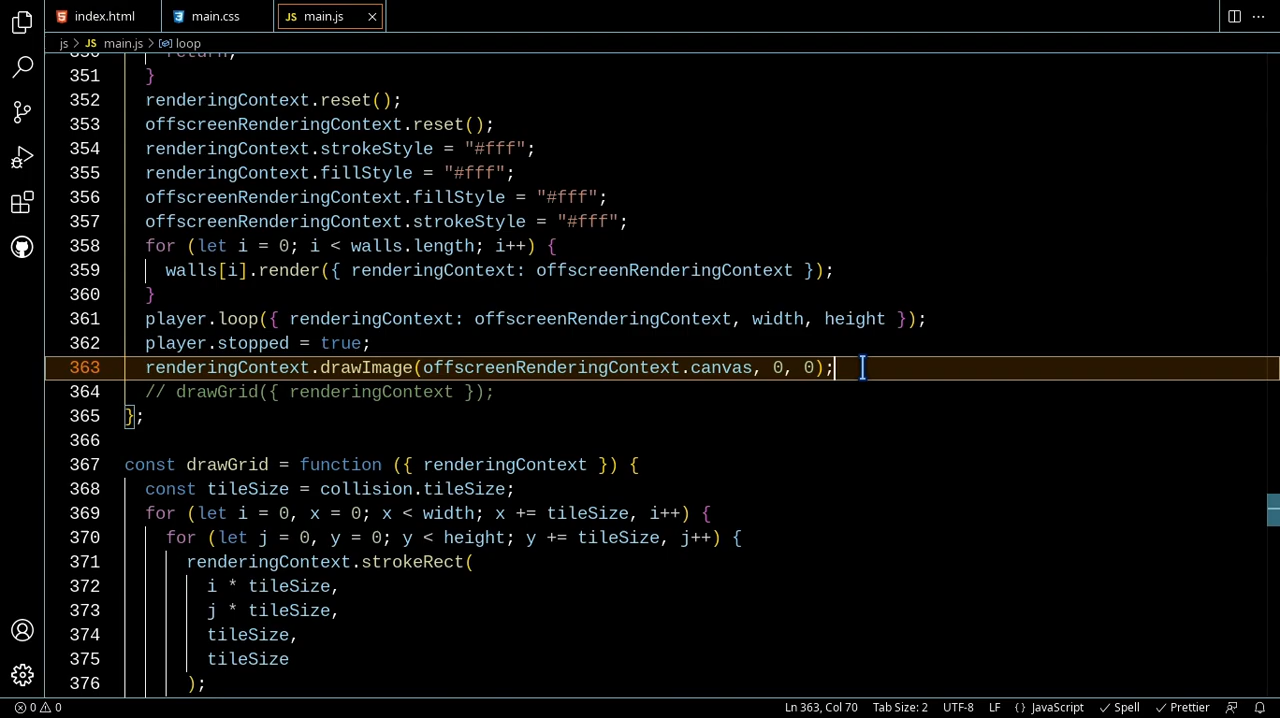 index.html
main.css
JS main.js
js > JS main.js > loop
350 return;
351 }
352 renderingContext.reset();
353 offscreenRenderingContext.reset();
354 renderingContext.strokeStyle = "#fff";
355 renderingContext.fillStyle = "#fff";
356 offscreenRenderingContext.fillStyle = "#fff";
357 offscreenRenderingContext.strokeStyle = "#fff";
358 for (let i = 0; i < walls.length; i++) {
359 walls[i].render({ renderingContext: offscreenRenderingContext });
360 }
361 player.loop({ renderingContext: offscreenRenderingContext, width, height });
362 player.stopped = true;
363 renderingContext.drawImage(offscreenRenderingContext.canvas, 0, 0);
364 // drawGrid({ renderingContext });
365 };
366
367 const drawGrid = function ({ renderingContext }) {
368 const tileSize = collision.tileSize;
369 for (let i = 0, x = 0; x < width; x += tileSize, i++) {
370 for (let j = 0, y = 0; y < height; y += tileSize, j++) {
371 renderingContext.strokeRect(
372 i * tileSize,
373 j * tileSize,
374 tileSize,
375 tileSize
376 );
0 0 Ln 363, Col 70 Tab Size: 2 UTF-8 LF {} JavaScript Spell Prettier